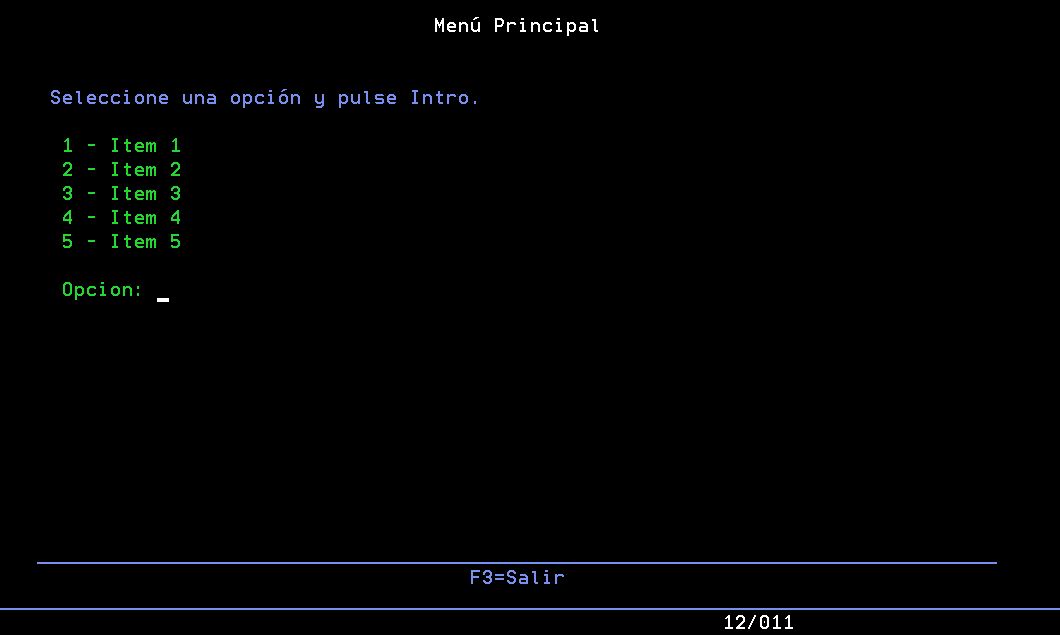 Menú Principal
Seleccione una opción y pulse Intro.
1 - Item 1
2 - Item 2
3 - Item 3
4 - Item 4
5 - Item 5
Opcion: _
F3=Salir
12/011